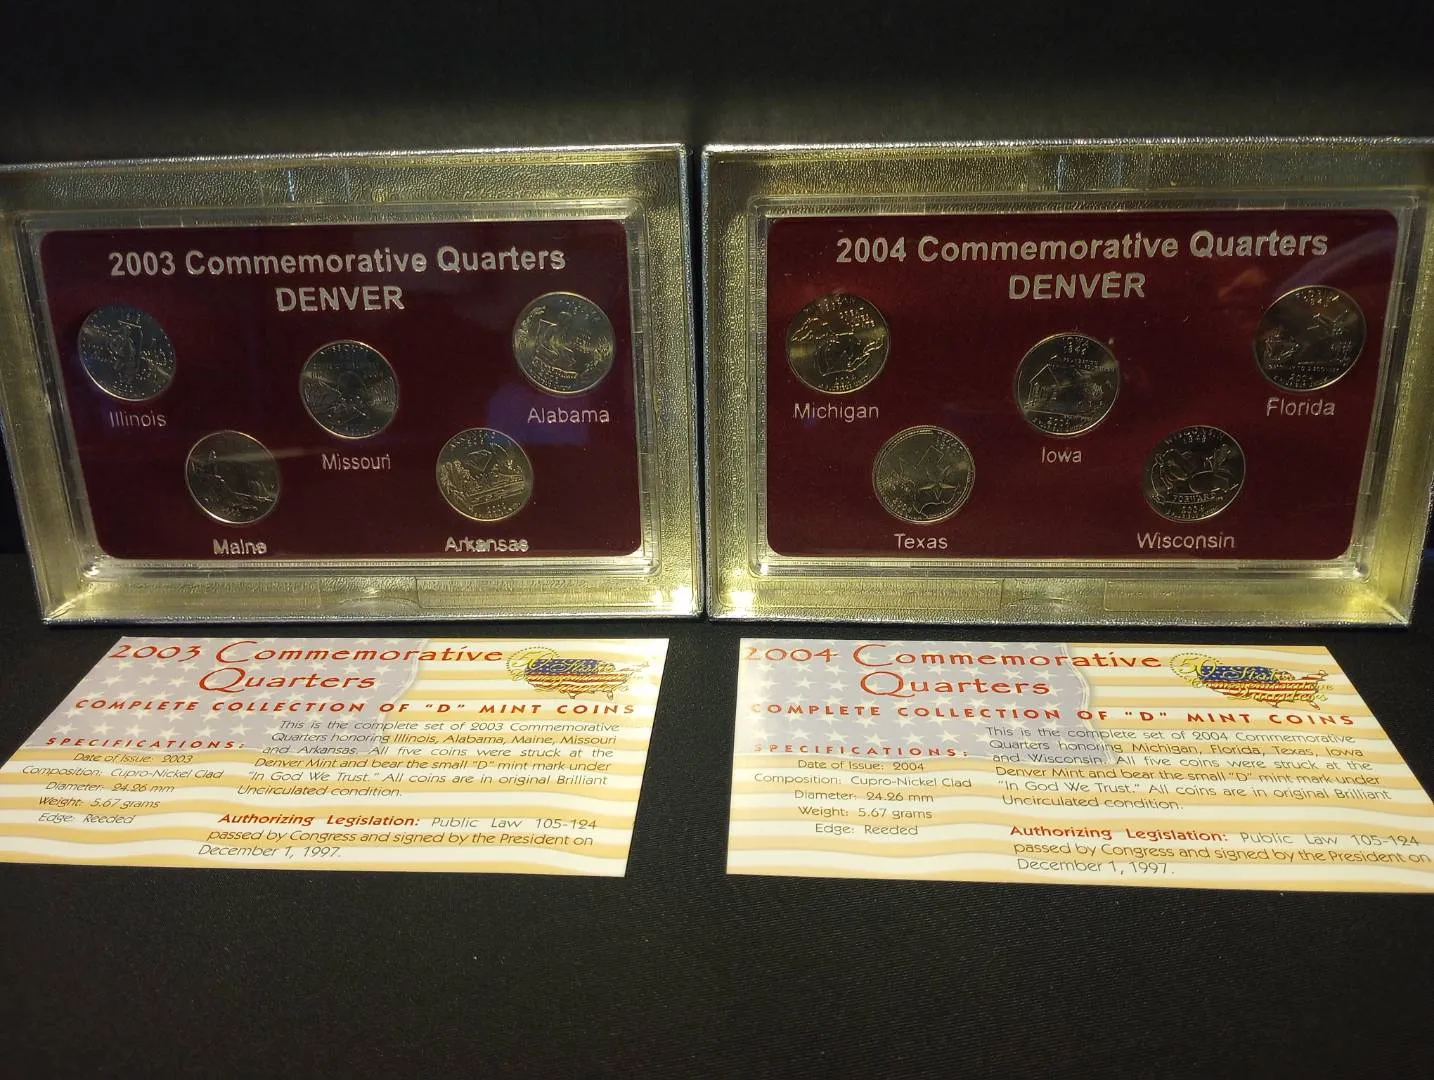 2003 Commemorative Quarters
DENVER
Illinois
Alabama
Missouri
Maine
Arkansas
2004 Commemorative Quarters
DENVER
Michigan
Florida
Iowa
Texas
Wisconsin
FORWARD
2003 Commemorative
Quarters
COMPLETE COLLECTION OF "D" MINT COINS
SPECIFICATIONS:
Date of Issue: 2003
Composition: Cupro-Nickel Clad
Diameter: 24.26 mm
Weight: 5.67 grams
Edge: Reeded
This is the complete set of 2003 Commemorative
Quarters honoring Illinois, Alabama, Maine, Missouri
and Arkansas. All five coins were struck at the
Denver Mint and bear the small "D" mint mark under
"In God We Trust." All coins are in original Brilliant
Uncirculated condition.
Authorizing Legislation: Public Law 105-124
passed by Congress and signed by the President on
December 1, 1997.
2004 Commemorative
Quarters
COMPLETE COLLECTION OF "D" MINT COINS
SPECIFICATIONS:
Date of Issue: 2004
Composition: Cupro-Nickel Clad
Diameter: 24.26 mm
Weight: 5.67 grams
Edge: Reeded
This is the complete set of 2004 Commemorative
Quarters honoring Michigan, Florida, Texas, Iowa
and Wisconsin. All five coins were struck at the
Denver Mint and bear the small "D" mint mark under
"In God We Trust." All coins are in original Brilliant
Uncirculated condition.
Authorizing Legislation: Public Law 105-124
passed by Congress and signed by the President on
December 1, 1997.